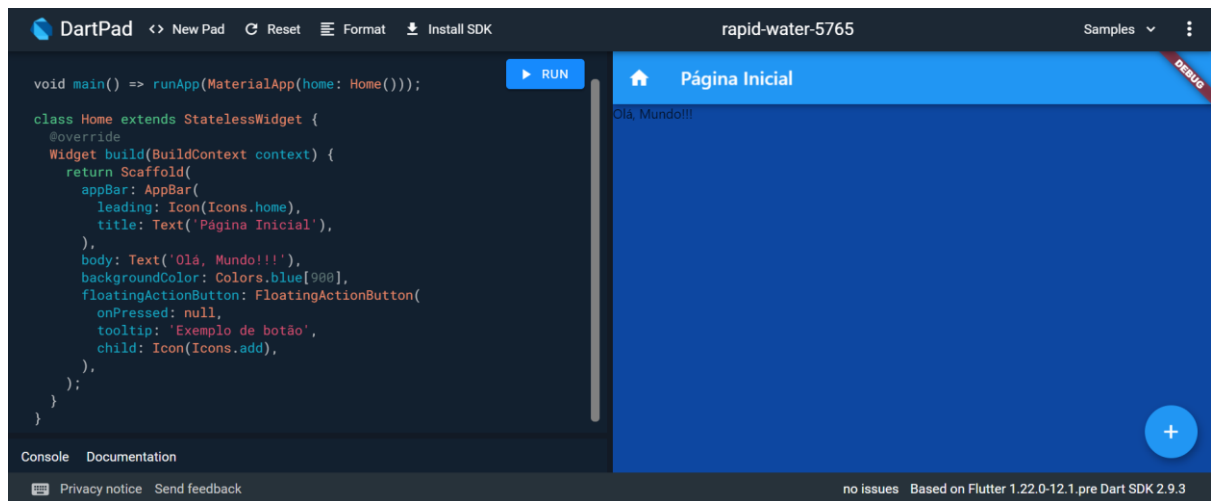 DartPad <> New Pad Reset Format Install SDK rapid-water-5765 Samples
void main() => runApp(MaterialApp(home: Home()));
RUN
class Home extends StatelessWidget {
@override
Widget build(BuildContext context) {
return Scaffold(
appBar: AppBar(
leading: Icon(Icons.home),
title: Text('Página Inicial'),
),
body: Text('Olá, Mundo!!!'),
backgroundColor: Colors.blue[900],
floatingActionButton: FloatingActionButton(
onPressed: null,
tooltip: 'Exemplo de botão',
child: Icon(Icons.add),
),
);
}
}
Página Inicial
DEBUG
Olá, Mundo!!!
+
Console Documentation
Privacy notice Send feedback
no issues Based on Flutter 1.22.0-12.1.pre Dart SDK 2.9.3